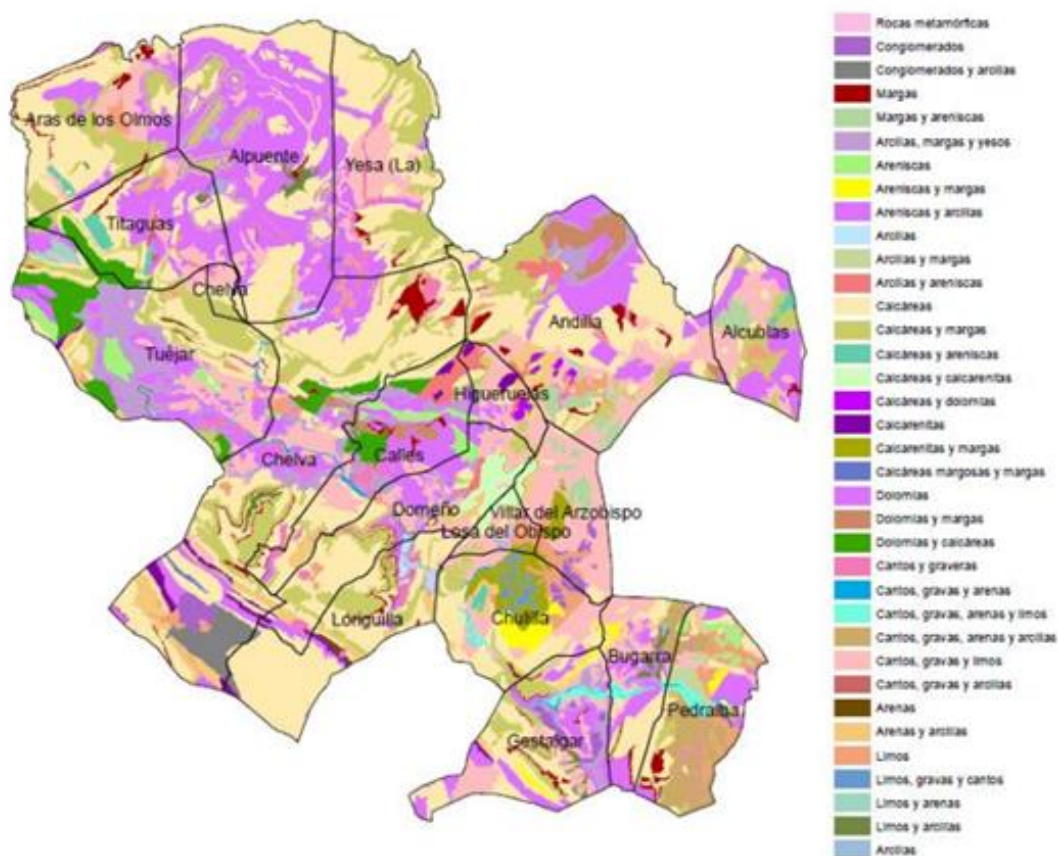 Aras de los Olmos
Alpuente
Yesa (La)
Titaguas
Chelva
Andilla
Alcublas
Tuéjar
Higueruelas
Chelva
Calles
Domeño
Villar del Arzobispo
Losa del Obispo
Loriguilla
Chulilla
Bugarra
Pedralba
Gestalgar
Rocas metamórficas
Conglomerados
Conglomerados y arcillas
Margas
Margas y areniscas
Arcillas, margas y yesos
Areniscas
Areniscas y margas
Areniscas y arcillas
Arcillas
Arcillas y margas
Arcillas y areniscas
Calcáreas
Calcáreas y margas
Calcáreas y areniscas
Calcáreas y calcarenitas
Calcáreas y dolomías
Calcarenitas
Calcarenitas y margas
Calcáreas margosas y margas
Dolomías
Dolomías y margas
Dolomías y calcáreas
Cantos y graveras
Cantos, gravas y arenas
Cantos, gravas, arenas y limos
Cantos, gravas, arenas y arcillas
Cantos, gravas y limos
Cantos, gravas y arcillas
Arenas
Arenas y arcillas
Limos
Limos, gravas y cantos
Limos y arenas
Limos y arcillas
Arcillas